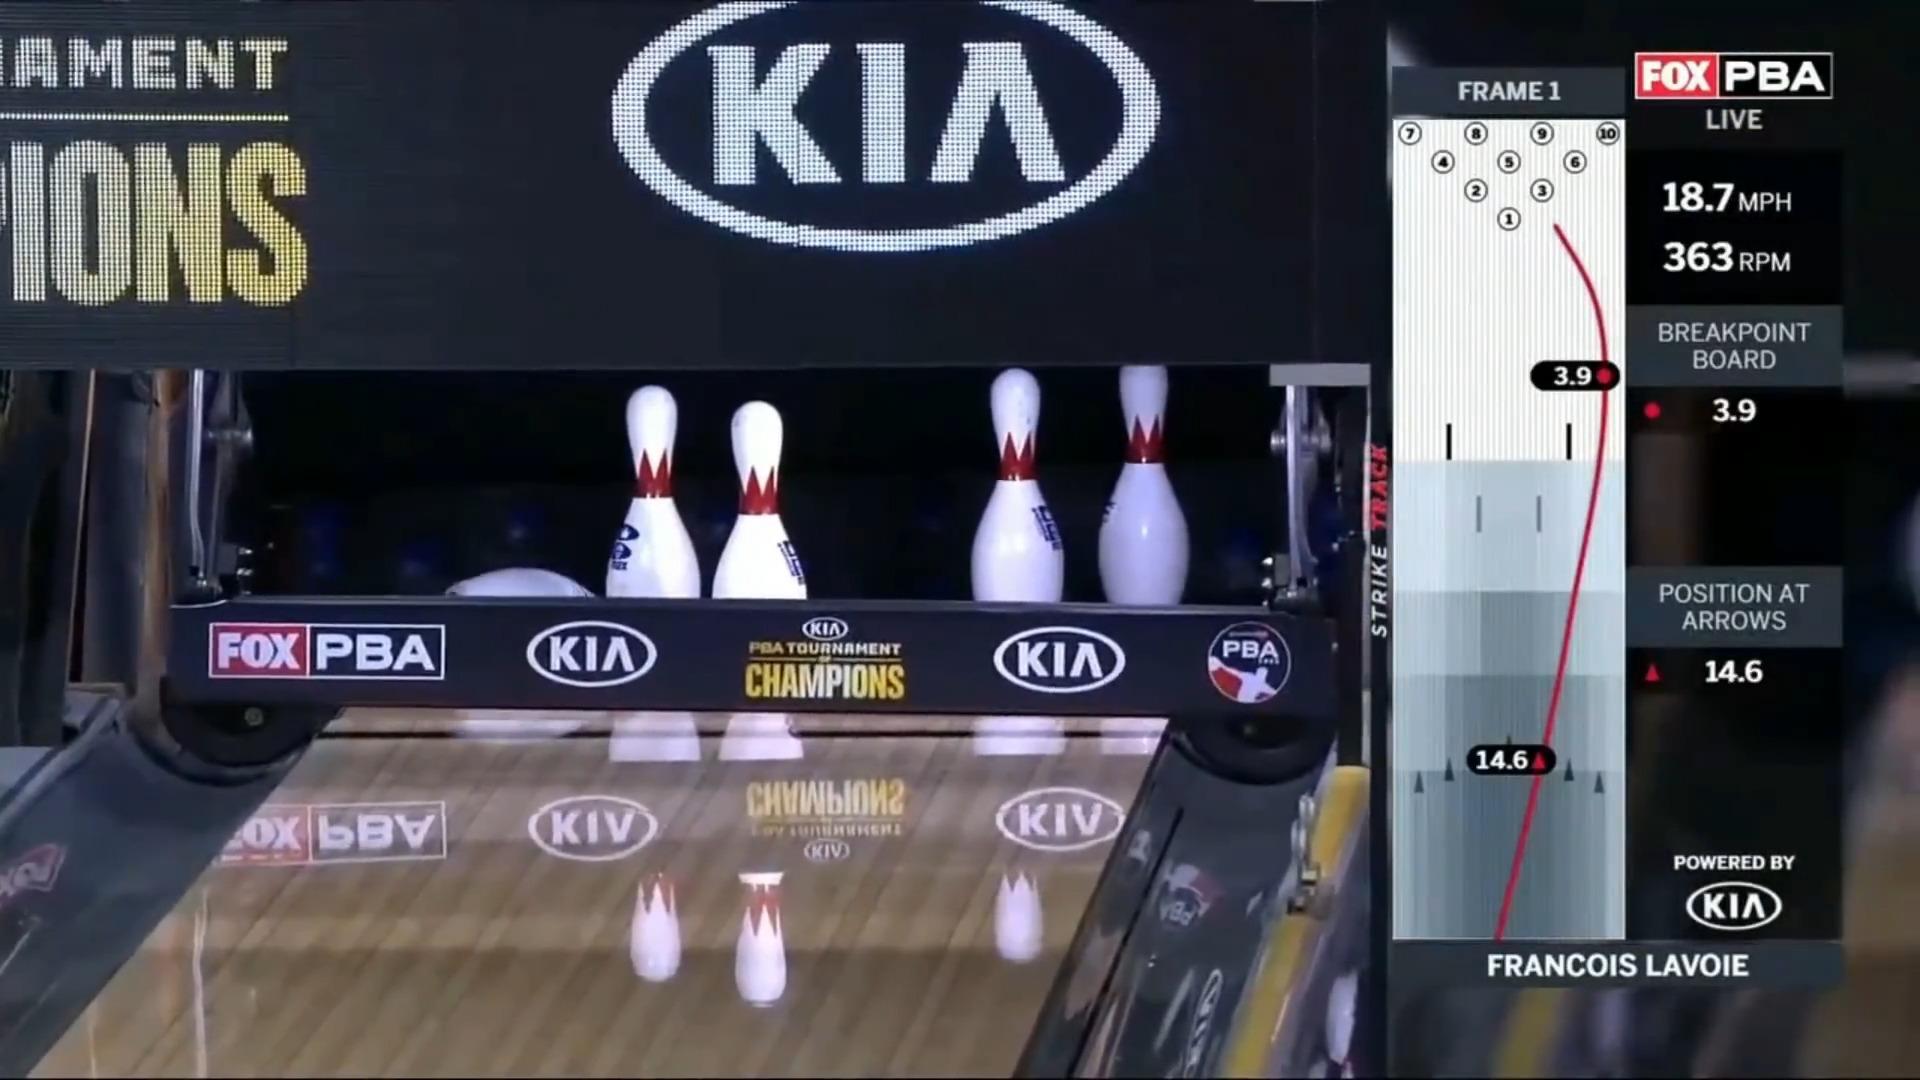 AMENT
IONS
KIA
FOX PBA
KIA
KIA
PBA TOURNAMENT
OF
CHAMPIONS
KIA
PBA
STRIKE TRACK
FRAME 1
7 8 9 10
4 5 6
2 3
1
3.9
14.6
FOX PBA
LIVE
18.7 MPH
363 RPM
BREAKPOINT
BOARD
3.9
POSITION AT
ARROWS
14.6
POWERED BY
KIA
FRANCOIS LAVOIE